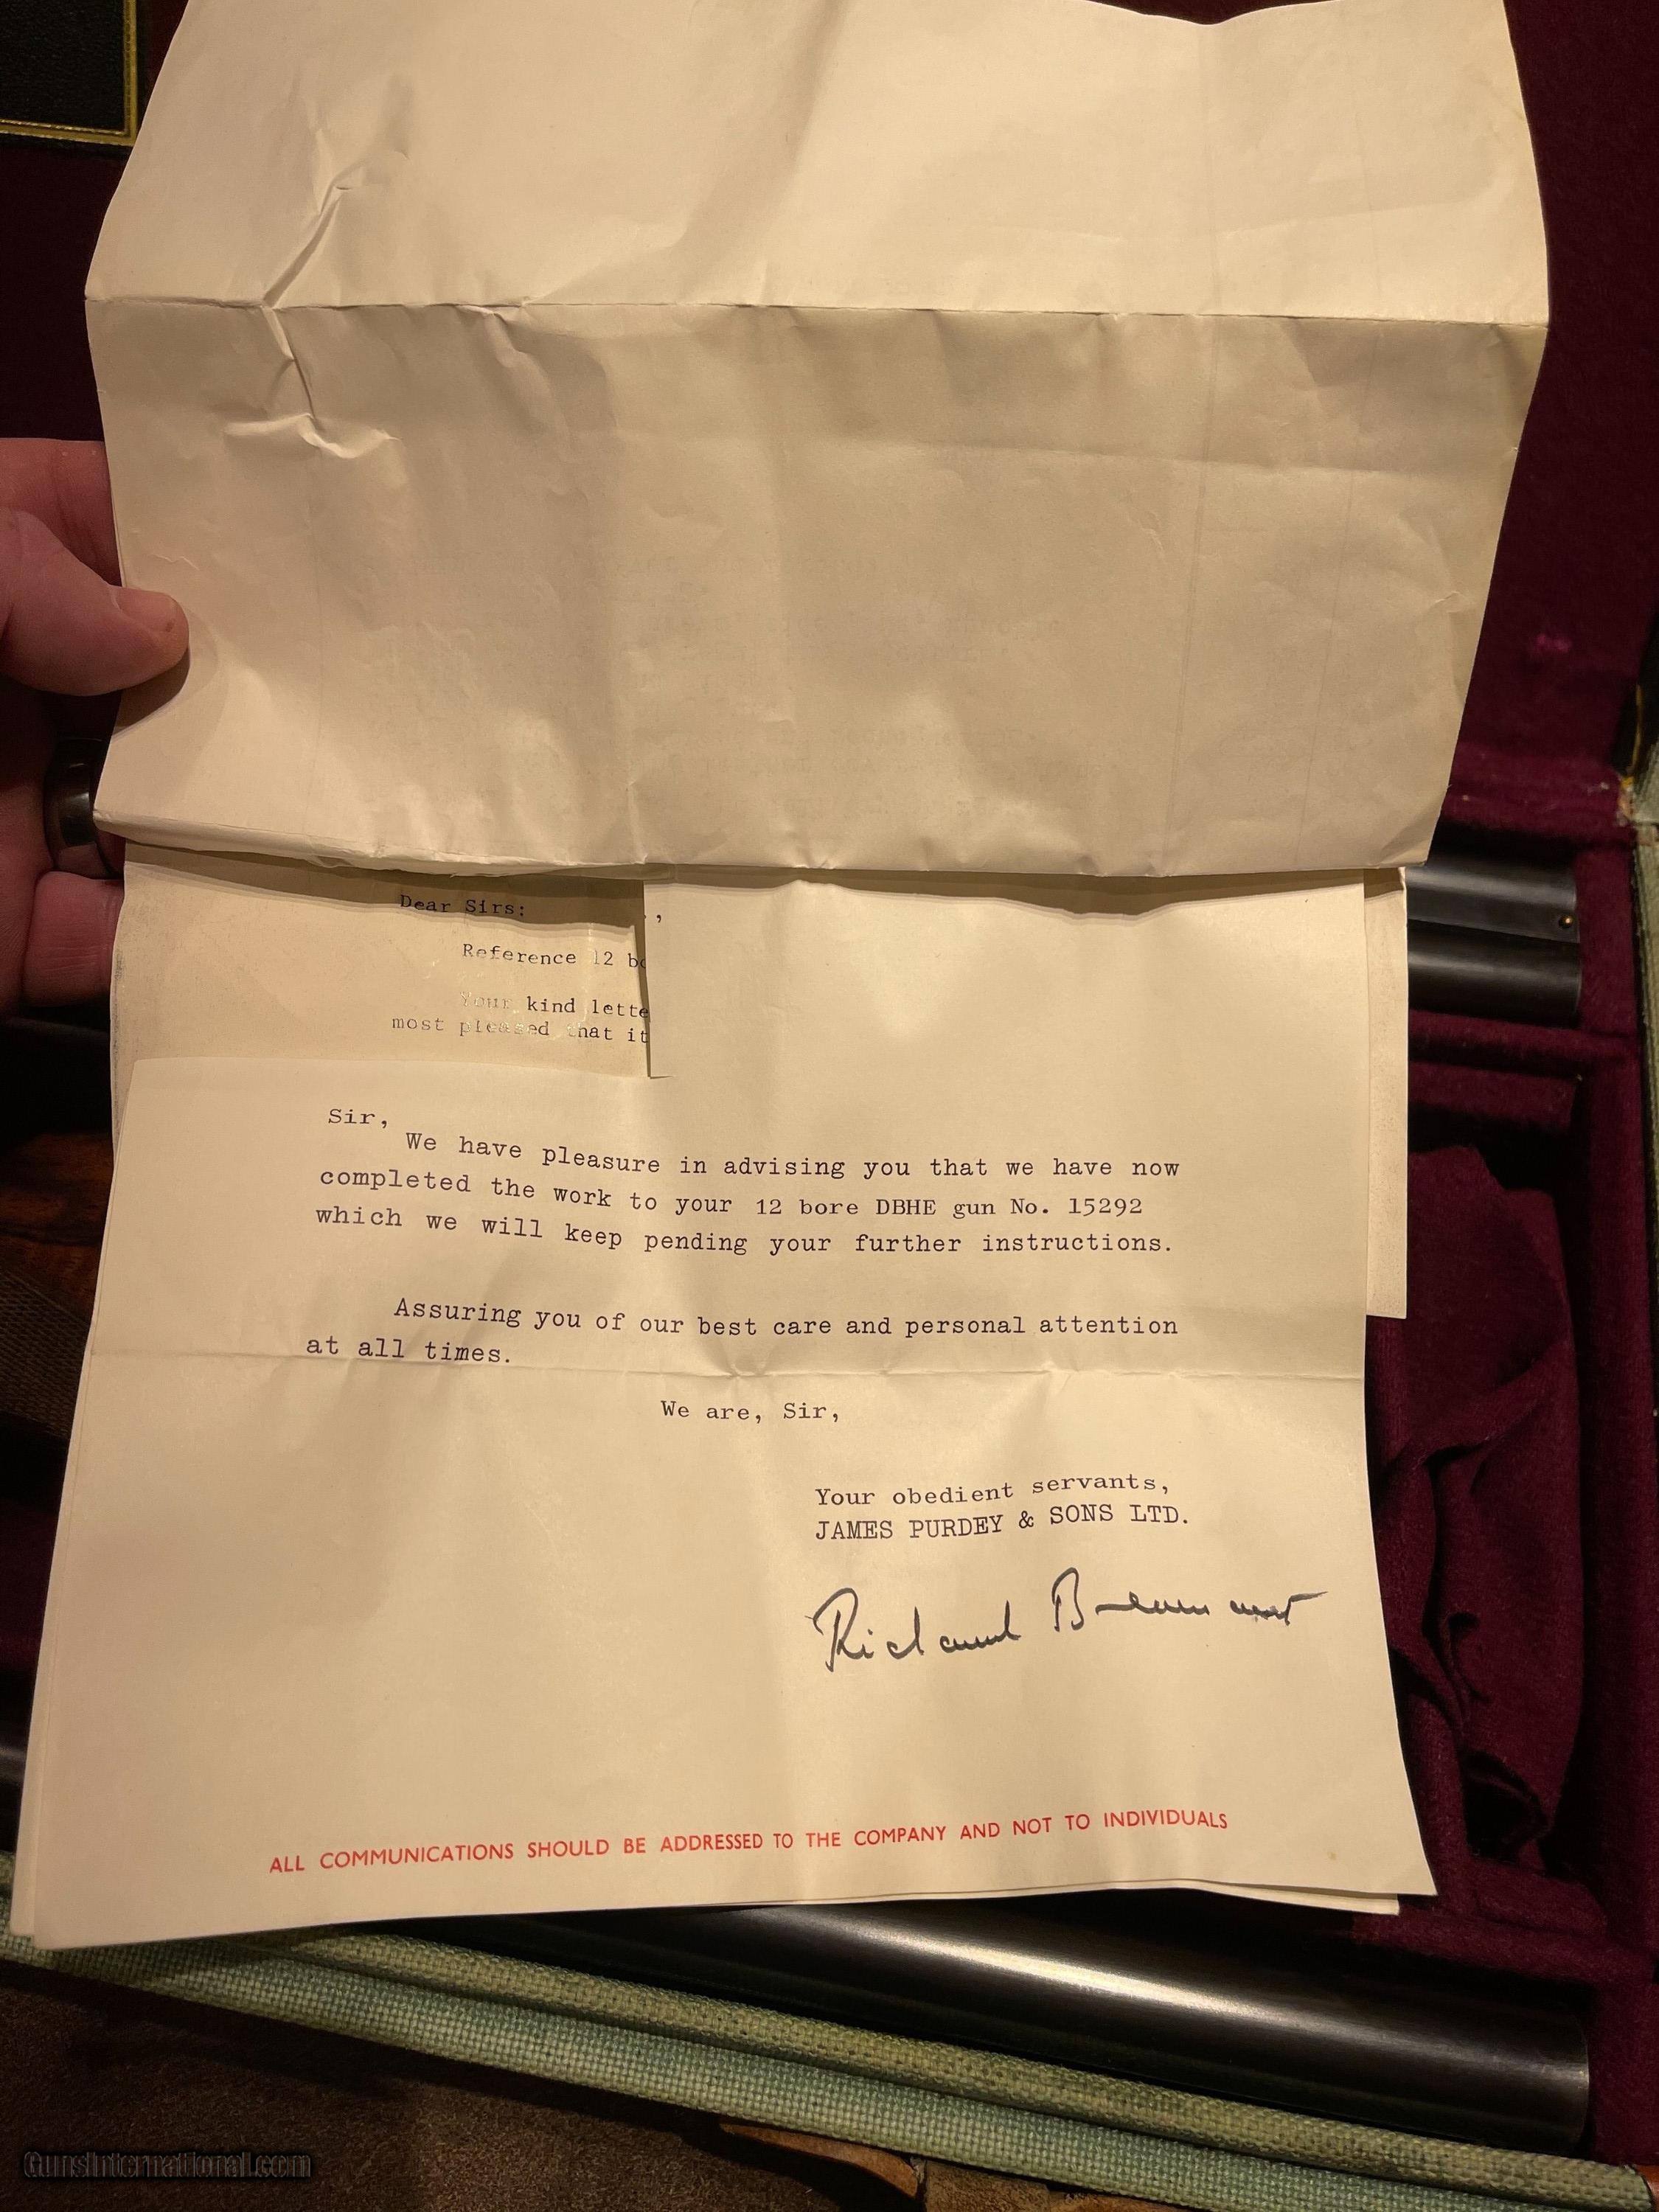 Dear Sirs:
,
Reference 12 bo
Your kind lette
most pleased that it
Sir,
We have pleasure in advising you that we have now
completed the work to your 12 bore DBHE gun No. 15292
which we will keep pending your further instructions.
Assuring you of our best care and personal attention
at all times.
We are, Sir,
Your obedient servants,
JAMES PURDEY & SONS LTD.
Richard Beaumont
ALL COMMUNICATIONS SHOULD BE ADDRESSED TO THE COMPANY AND NOT TO INDIVIDUALS
GunsInternational.com